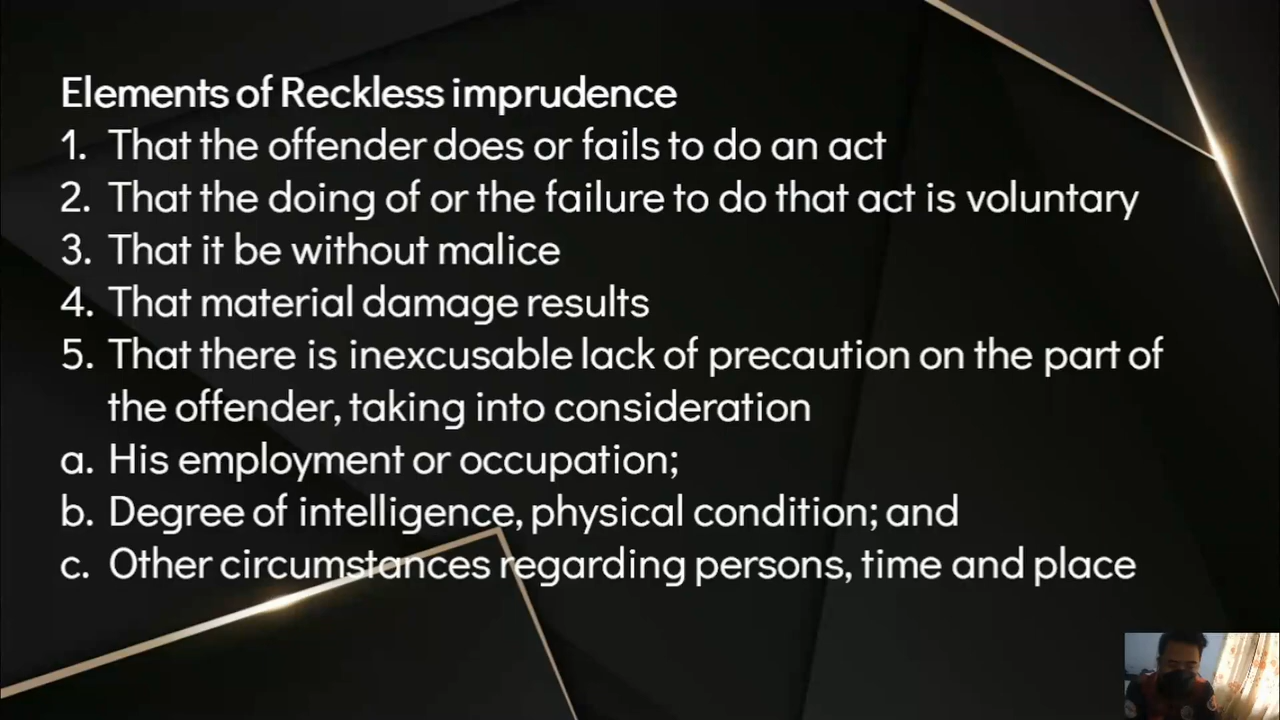 Elements of Reckless imprudence
1. That the offender does or fails to do an act
2. That the doing of or the failure to do that act is voluntary
3. That it be without malice
4. That material damage results
5. That there is inexcusable lack of precaution on the part of
the offender, taking into consideration
a. His employment or occupation;
b. Degree of intelligence, physical condition; and
c. Other circumstances regarding persons, time and place